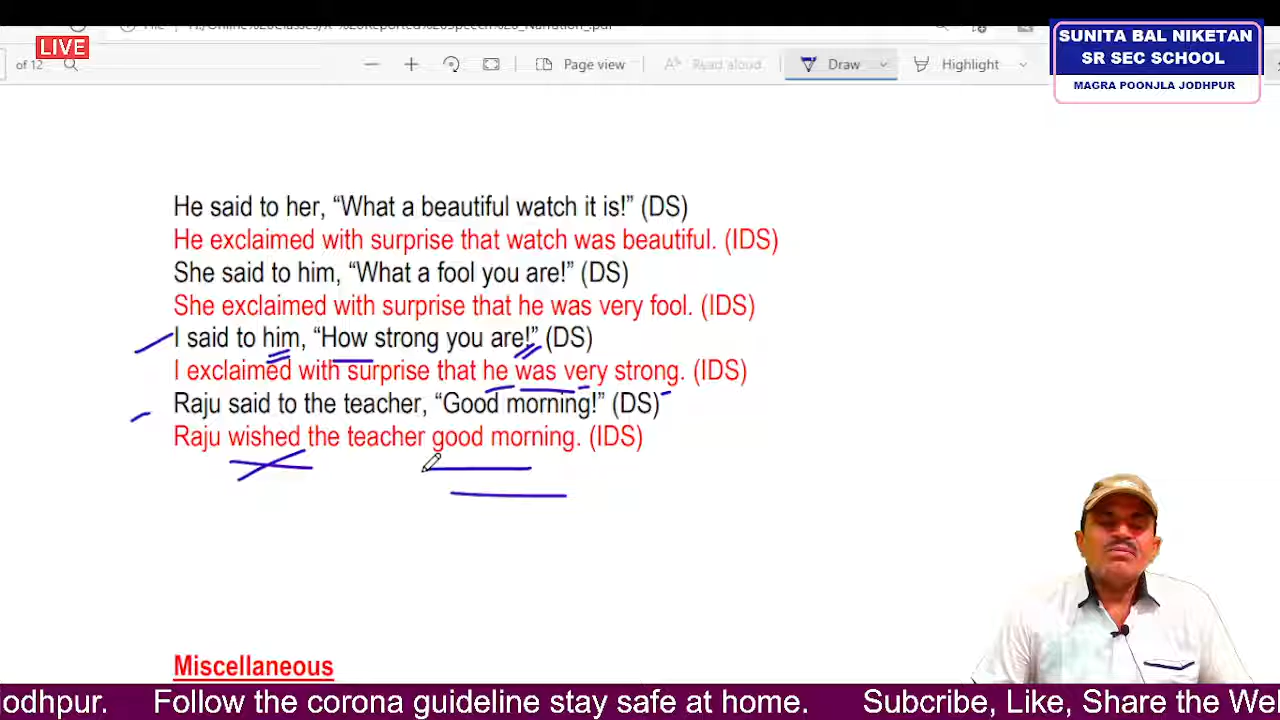 LIVE
of 12
Page view
Read aloud
Draw
Highlight
SUNITA BAL NIKETAN
SR SEC SCHOOL
MAGRA POONJLA JODHPUR
He said to her, “What a beautiful watch it is!” (DS)
He exclaimed with surprise that watch was beautiful. (IDS)
She said to him, “What a fool you are!” (DS)
She exclaimed with surprise that he was very fool. (IDS)
I said to him, “How strong you are!” (DS)
I exclaimed with surprise that he was very strong. (IDS)
Raju said to the teacher, “Good morning!” (DS)
Raju wished the teacher good morning. (IDS)
Miscellaneous
jodhpur. Follow the corona guideline stay safe at home. Subcribe, Like, Share the Wel